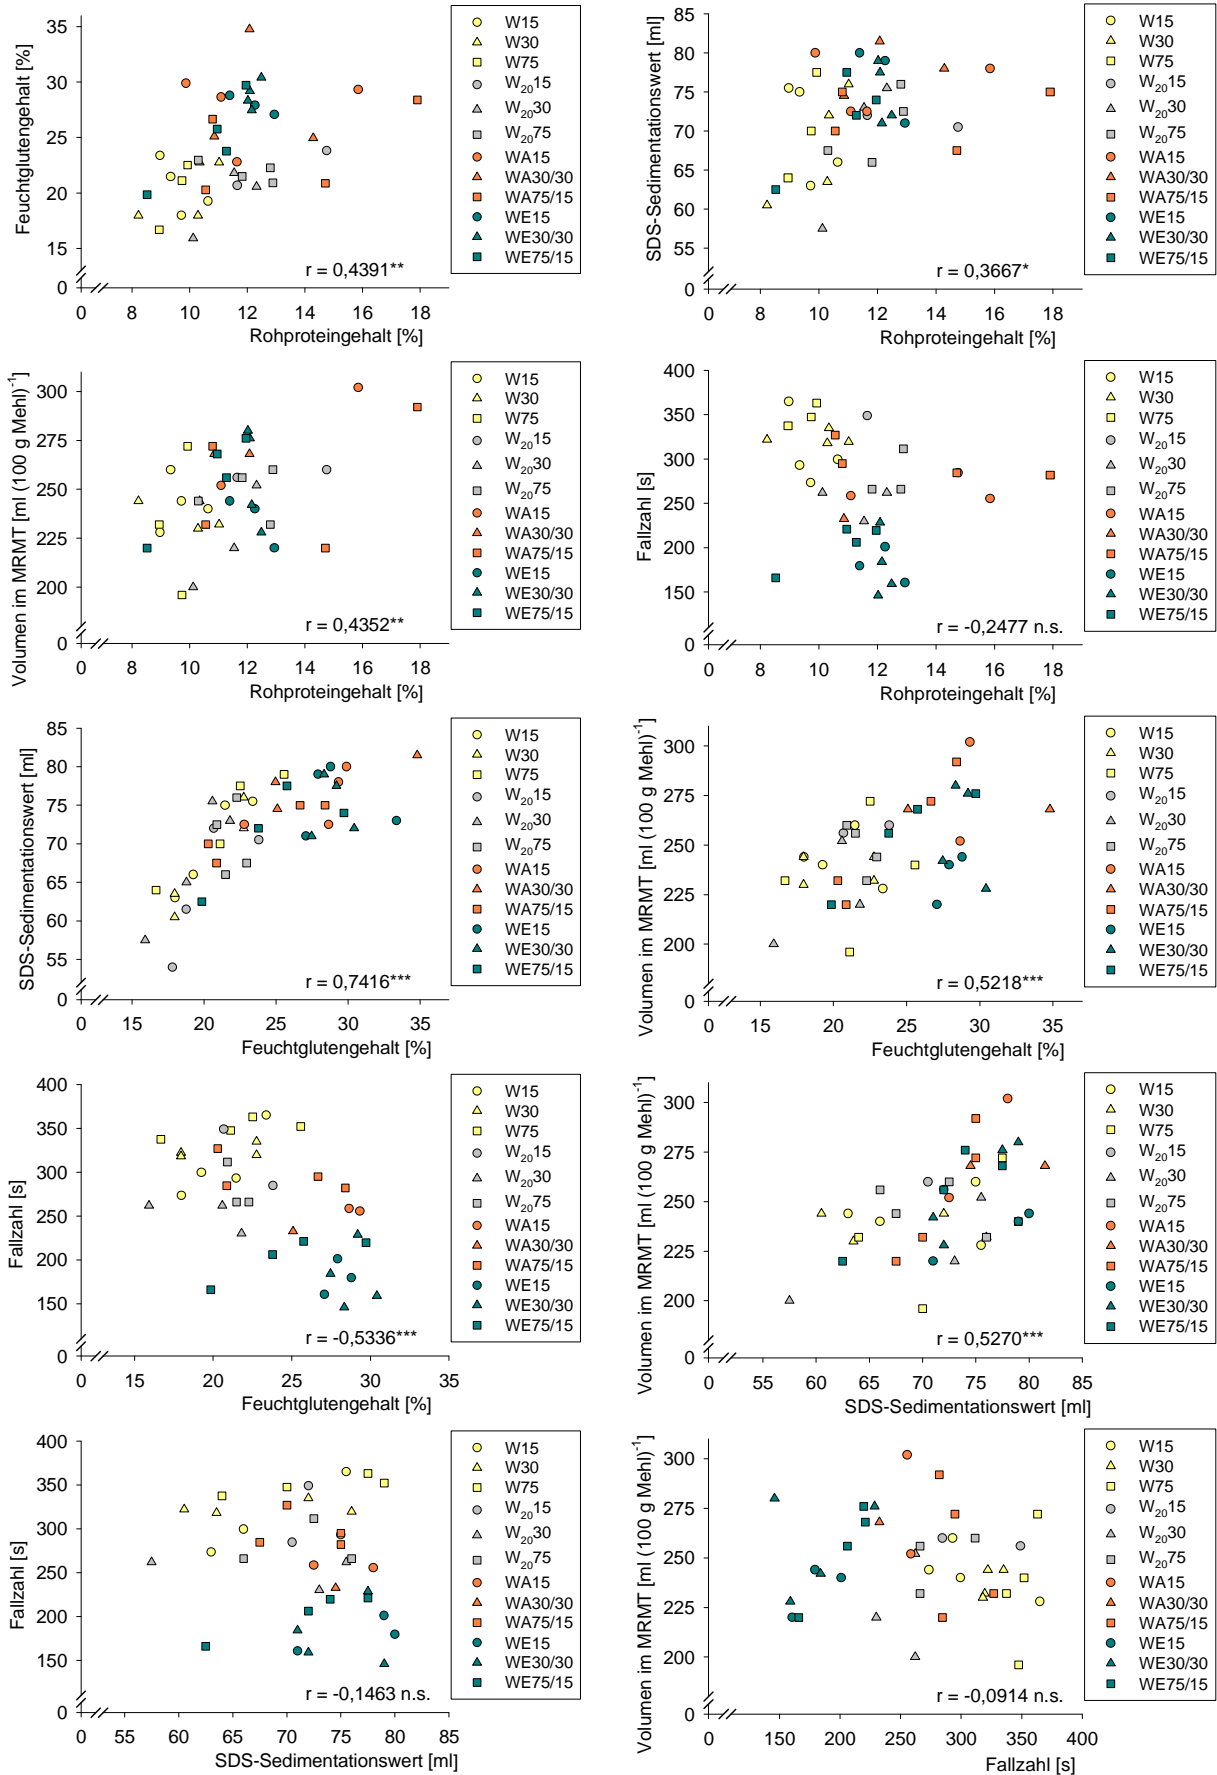 Feuchtglutengehalt [%]
35
30
25
20
15
0
r = 0,4391**
0 8 10 12 14 16 18
Rohproteingehalt [%]
W15
W30
W75
W₂₀15
W₂₀30
W₂₀75
WA15
WA30/30
WA75/15
WE15
WE30/30
WE75/15
SDS-Sedimentationswert [ml]
85
80
75
70
65
60
55
0
r = 0,3667*
0 8 10 12 14 16 18
Rohproteingehalt [%]
W15
W30
W75
W₂₀15
W₂₀30
W₂₀75
WA15
WA30/30
WA75/15
WE15
WE30/30
WE75/15
Volumen im MRMT [ml (100 g Mehl)⁻¹]
300
275
250
225
200
0
r = 0,4352**
0 8 10 12 14 16 18
Rohproteingehalt [%]
W15
W30
W75
W₂₀15
W₂₀30
W₂₀75
WA15
WA30/30
WA75/15
WE15
WE30/30
WE75/15
Fallzahl [s]
400
350
300
250
200
150
0
r = -0,2477 n.s.
0 8 10 12 14 16 18
Rohproteingehalt [%]
W15
W30
W75
W₂₀15
W₂₀30
W₂₀75
WA15
WA30/30
WA75/15
WE15
WE30/30
WE75/15
SDS-Sedimentationswert [ml]
85
80
75
70
65
60
55
0
r = 0,7416***
0 15 20 25 30 35
Feuchtglutengehalt [%]
W15
W30
W75
W₂₀15
W₂₀30
W₂₀75
WA15
WA30/30
WA75/15
WE15
WE30/30
WE75/15
Volumen im MRMT [ml (100 g Mehl)⁻¹]
300
275
250
225
200
0
r = 0,5218***
0 15 20 25 30 35
Feuchtglutengehalt [%]
W15
W30
W75
W₂₀15
W₂₀30
W₂₀75
WA15
WA30/30
WA75/15
WE15
WE30/30
WE75/15
Fallzahl [s]
400
350
300
250
200
150
0
r = -0,5336***
0 15 20 25 30 35
Feuchtglutengehalt [%]
W15
W30
W75
W₂₀15
W₂₀30
W₂₀75
WA15
WA30/30
WA75/15
WE15
WE30/30
WE75/15
Volumen im MRMT [ml (100 g Mehl)⁻¹]
300
275
250
225
200
0
r = 0,5270***
0 55 60 65 70 75 80 85
SDS-Sedimentationswert [ml]
W15
W30
W75
W₂₀15
W₂₀30
W₂₀75
WA15
WA30/30
WA75/15
WE15
WE30/30
WE75/15
Fallzahl [s]
400
350
300
250
200
150
0
r = -0,1463 n.s.
0 55 60 65 70 75 80 85
SDS-Sedimentationswert [ml]
W15
W30
W75
W₂₀15
W₂₀30
W₂₀75
WA15
WA30/30
WA75/15
WE15
WE30/30
WE75/15
Volumen im MRMT [ml (100 g Mehl)⁻¹]
300
275
250
225
200
0
r = -0,0914 n.s.
0 150 200 250 300 350 400
Fallzahl [s]
W15
W30
W75
W₂₀15
W₂₀30
W₂₀75
WA15
WA30/30
WA75/15
WE15
WE30/30
WE75/15